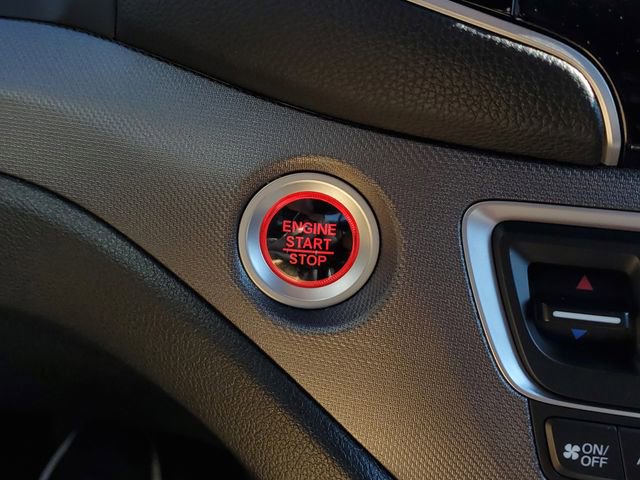 ENGINE
START
STOP
ON/
OFF